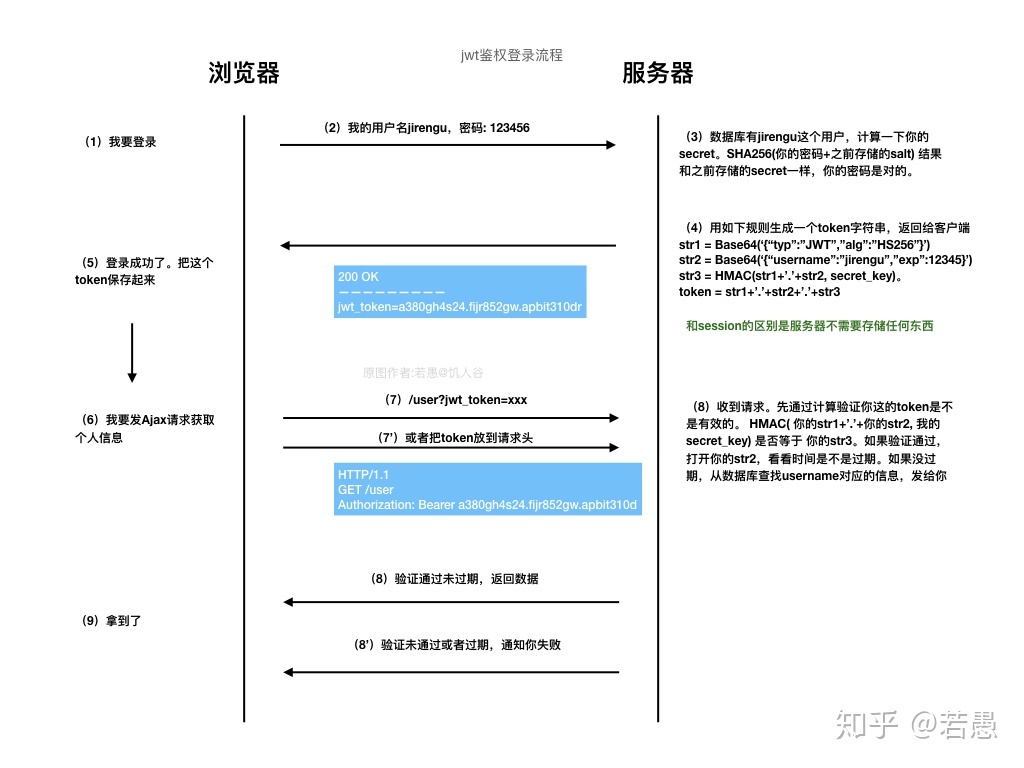 jwt鉴权登录流程
浏览器
服务器
（1）我要登录
（2）我的用户名jirengu，密码: 123456
（3）数据库有jirengu这个用户，计算一下你的
secret。SHA256(你的密码+之前存储的salt) 结果
和之前存储的secret一样，你的密码是对的。
（4）用如下规则生成一个token字符串，返回给客户端
str1 = Base64(‘{“typ”:”JWT”,”alg”:”HS256”}’)
str2 = Base64(‘{“username”:”jirengu”,”exp”:12345}’)
str3 = HMAC(str1+’.’+str2, secret_key)。
token = str1+’.’+str2+’.’+str3
和session的区别是服务器不需要存储任何东西
（5）登录成功了。把这个
token保存起来
200 OK
—————————
jwt_token=a380gh4s24.fijr852gw.apbit310dr
原图作者:若愚@饥人谷
（6）我要发Ajax请求获取
个人信息
（7）/user?jwt_token=xxx
（7’）或者把token放到请求头
HTTP/1.1
GET /user
Authorization: Bearer a380gh4s24.fijr852gw.apbit310d
（8）收到请求。先通过计算验证你这的token是不
是有效的。 HMAC( 你的str1+’.’+你的str2, 我的
secret_key) 是否等于 你的str3。如果验证通过，
打开你的str2，看看时间是不是过期。如果没过
期，从数据库查找username对应的信息，发给你
（8）验证通过未过期，返回数据
（9）拿到了
（8’）验证未通过或者过期，通知你失败
知乎 @若愚